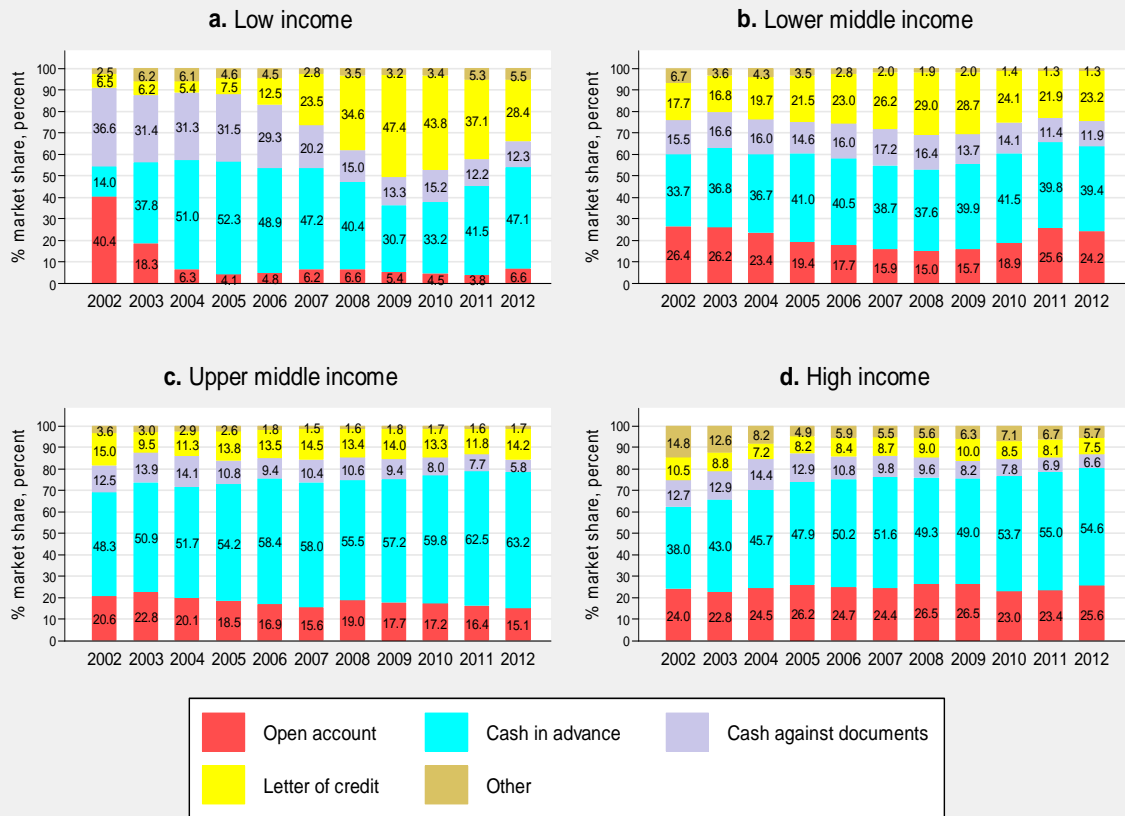 a. Low income
% market share, percent
100
90
80
70
60
50
40
30
20
10
0
2.5 6.2 6.1 4.6 4.5 2.8 3.5 3.2 3.4 5.3 5.5
6.5 6.2 5.4 7.5 12.5 23.5 34.6 47.4 43.8 37.1 28.4
36.6 31.4 31.3 31.5 29.3 20.2 15.0 13.3 15.2 12.2 12.3
14.0 37.8 51.0 52.3 48.9 47.2 40.4 30.7 33.2 41.5 47.1
40.4 18.3 6.3 4.1 4.8 6.2 6.6 5.4 4.5 3.8 6.6
2002 2003 2004 2005 2006 2007 2008 2009 2010 2011 2012
b. Lower middle income
% market share, percent
100
90
80
70
60
50
40
30
20
10
0
6.7 3.6 4.3 3.5 2.8 2.0 1.9 2.0 1.4 1.3 1.3
17.7 16.8 19.7 21.5 23.0 26.2 29.0 28.7 24.1 21.9 23.2
15.5 16.6 16.0 14.6 16.0 17.2 16.4 13.7 14.1 11.4 11.9
33.7 36.8 36.7 41.0 40.5 38.7 37.6 39.9 41.5 39.8 39.4
26.4 26.2 23.4 19.4 17.7 15.9 15.0 15.7 18.9 25.6 24.2
2002 2003 2004 2005 2006 2007 2008 2009 2010 2011 2012
c. Upper middle income
% market share, percent
100
90
80
70
60
50
40
30
20
10
0
3.6 3.0 2.9 2.6 1.8 1.5 1.6 1.8 1.7 1.6 1.7
15.0 9.5 11.3 13.8 13.5 14.5 13.4 14.0 13.3 11.8 14.2
12.5 13.9 14.1 10.8 9.4 10.4 10.6 9.4 8.0 7.7 5.8
48.3 50.9 51.7 54.2 58.4 58.0 55.5 57.2 59.8 62.5 63.2
20.6 22.8 20.1 18.5 16.9 15.6 19.0 17.7 17.2 16.4 15.1
2002 2003 2004 2005 2006 2007 2008 2009 2010 2011 2012
d. High income
% market share, percent
100
90
80
70
60
50
40
30
20
10
0
14.8 12.6 8.2 4.9 5.9 5.5 5.6 6.3 7.1 6.7 5.7
10.5 8.8 7.2 8.2 8.4 8.7 9.0 10.0 8.5 8.1 7.5
12.7 12.9 14.4 12.9 10.8 9.8 9.6 8.2 7.8 6.9 6.6
38.0 43.0 45.7 47.9 50.2 51.6 49.3 49.0 53.7 55.0 54.6
24.0 22.8 24.5 26.2 24.7 24.4 26.5 26.5 23.0 23.4 25.6
2002 2003 2004 2005 2006 2007 2008 2009 2010 2011 2012
Open account Cash in advance Cash against documents
Letter of credit Other